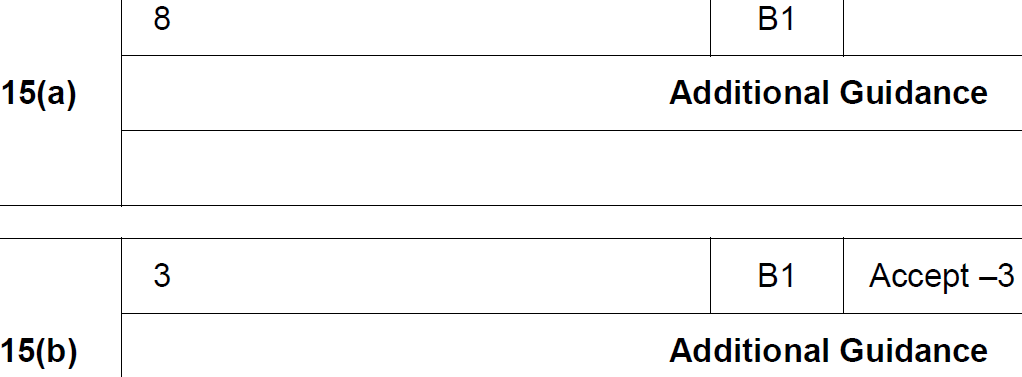 8 B1
15(a) Additional Guidance
3 B1 Accept –3
15(b) Additional Guidance